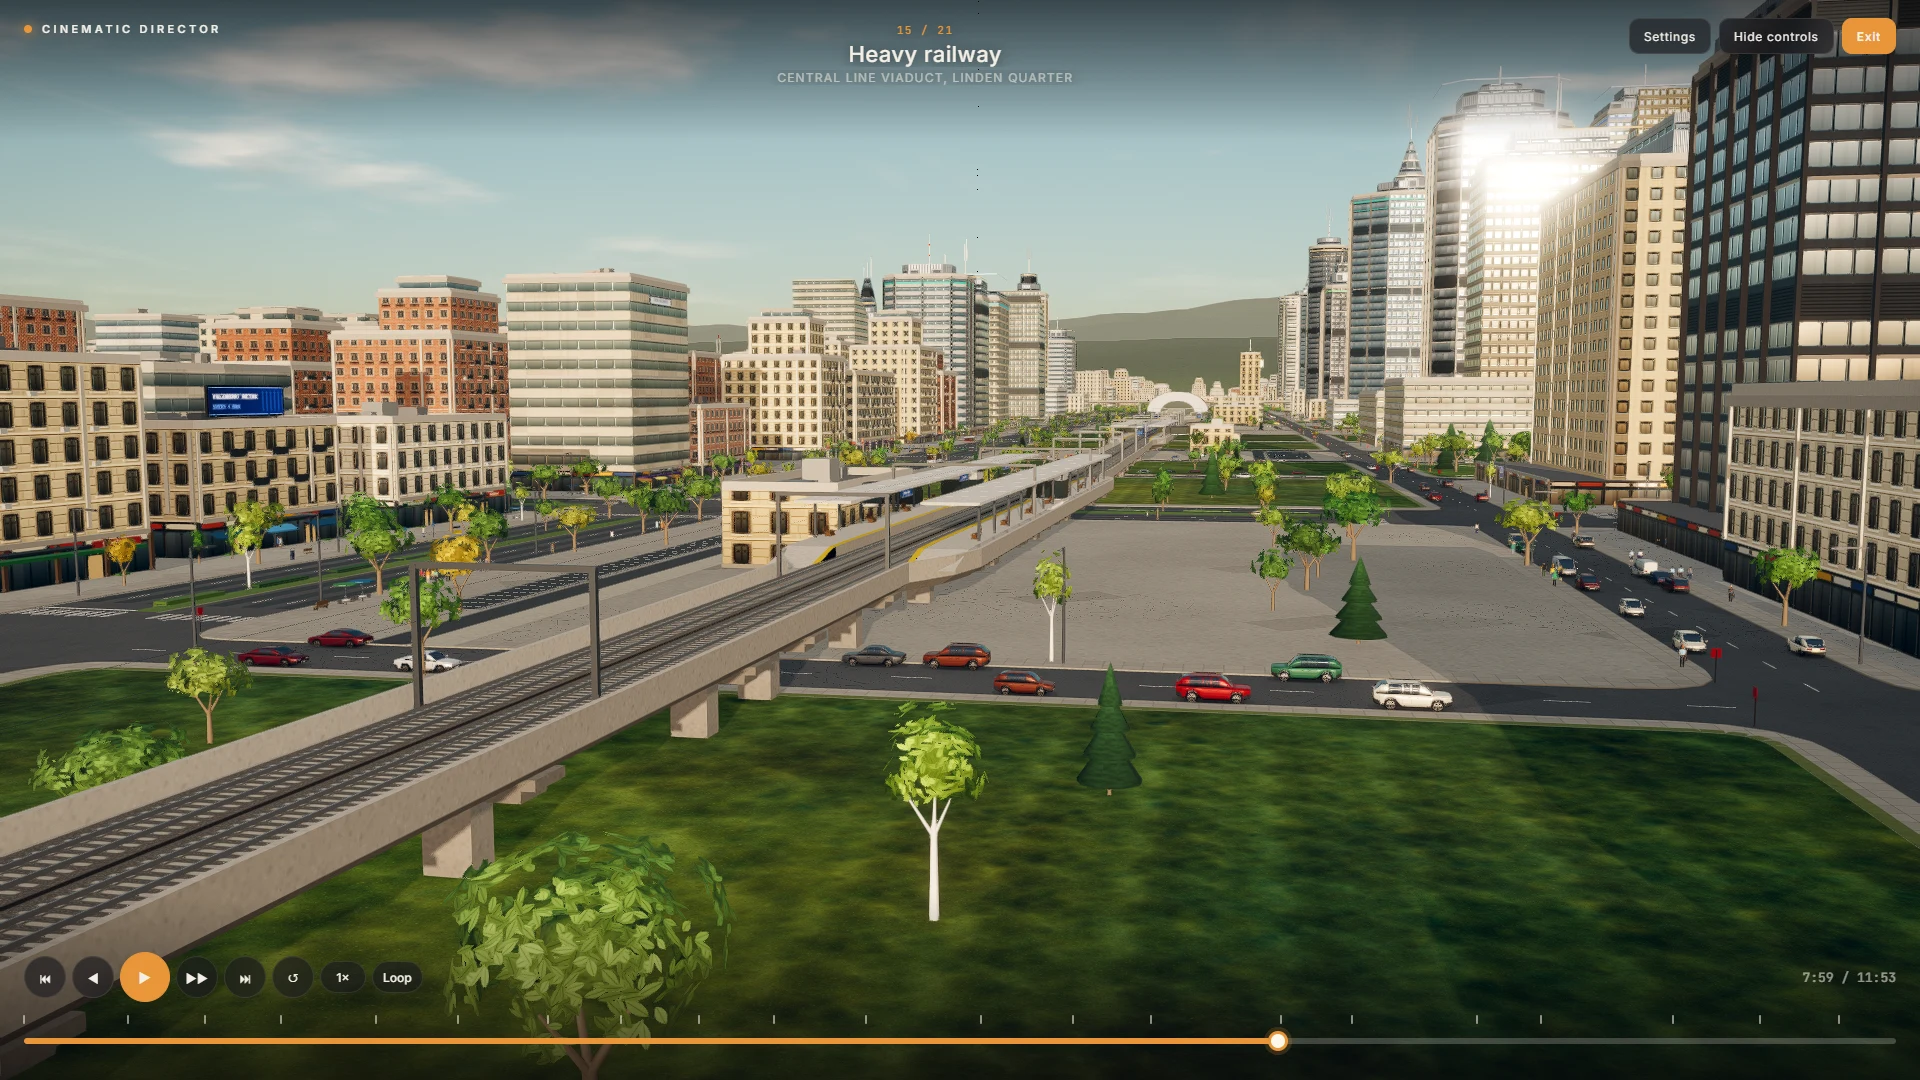 CINEMATIC DIRECTOR
15 / 21
Heavy railway
CENTRAL LINE VIADUCT, LINDEN QUARTER
Settings
Hide controls
Exit
1×
Loop
7:59 / 11:53